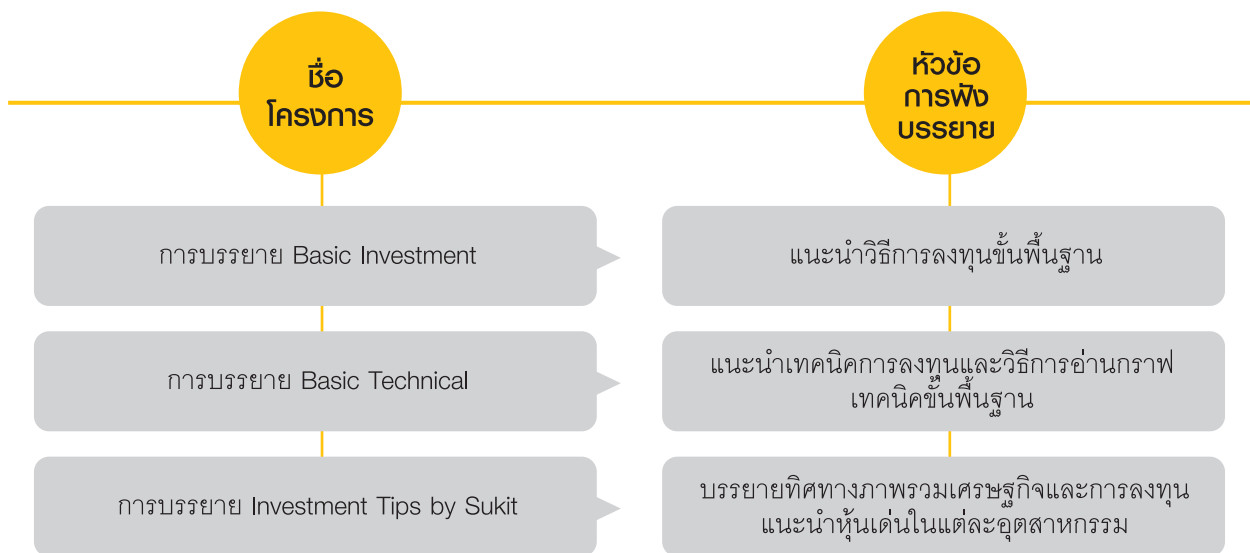 ชื่อ
โครงการ
หัวข้อ
การฟัง
บรรยาย
การบรรยาย Basic Investment
แนะนำวิธีการลงทุนขั้นพื้นฐาน
การบรรยาย Basic Technical
แนะนำเทคนิคการลงทุนและวิธีการอ่านกราฟ
เทคนิคขั้นพื้นฐาน
การบรรยาย Investment Tips by Sukit
บรรยายทิศทางภาพรวมเศรษฐกิจและการลงทุน
แนะนำหุ้นเด่นในแต่ละอุตสาหกรรม